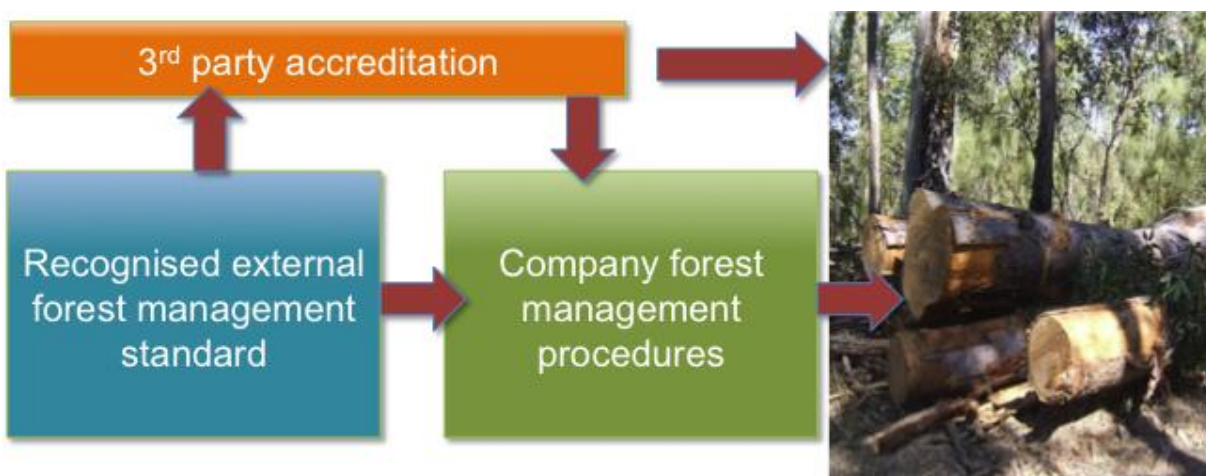 3rd party accreditation
Recognised external
forest management
standard
Company forest
management
procedures